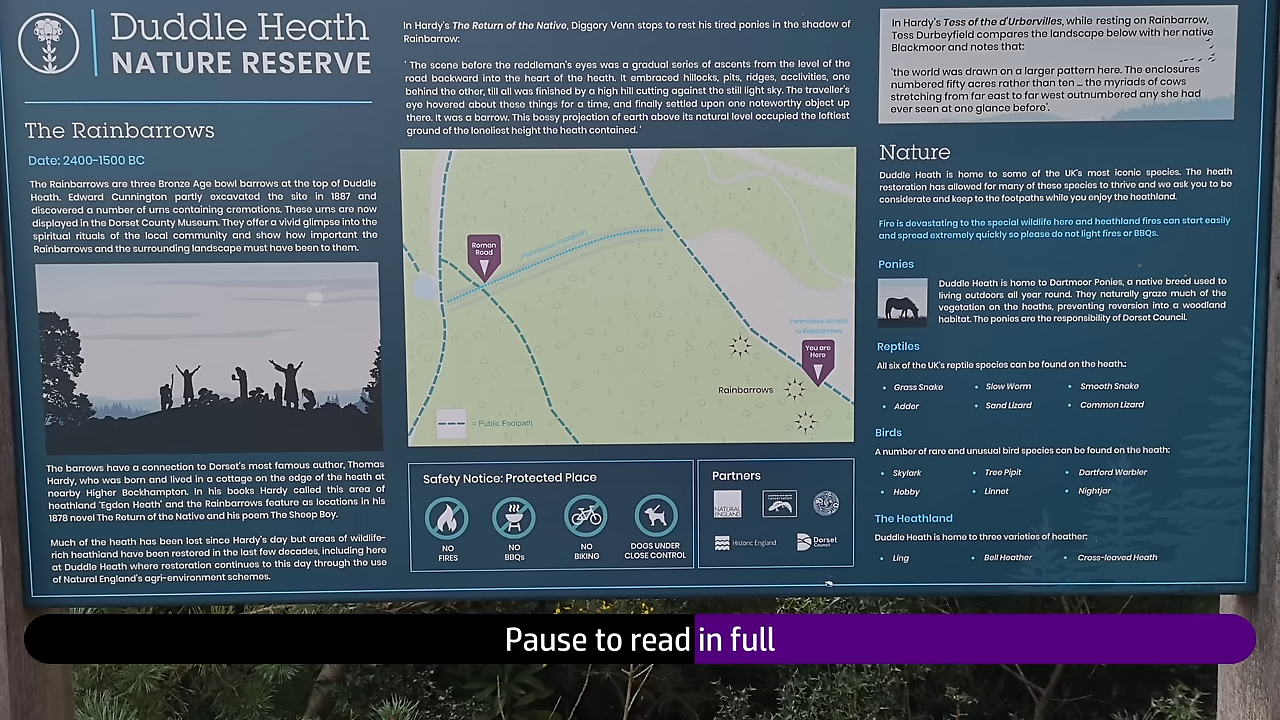 Duddle Heath
NATURE RESERVE
The Rainbarrows
Date: 2400-1500 BC
The Rainbarrows are three Bronze Age bowl barrows at the top of Duddle
Heath. Edward Cunnington partly excavated the site in 1887 and
discovered a number of urns containing cremations. These urns are now
displayed in the Dorset County Museum. They offer a vivid glimpse into the
spiritual rituals of the local community and show how important the
Rainbarrows and the surrounding landscape must have been to them.
The barrows have a connection to Dorset's most famous author, Thomas
Hardy, who was born and lived in a cottage on the edge of the heath at
nearby Higher Bockhampton. In his books Hardy called this area of
heathland 'Egdon Heath' and the Rainbarrows feature as locations in his
1878 novel The Return of the Native and his poem The Sheep Boy.
Much of the heath has been lost since Hardy's day but areas of wildlife-
rich heathland have been restored in the last few decades, including here
at Duddle Heath where restoration continues to this day through the use
of Natural England's agri-environment schemes.
In Hardy's The Return of the Native, Diggory Venn stops to rest his tired ponies in the shadow of
Rainbarrow:
' The scene before the reddleman's eyes was a gradual series of ascents from the level of the
road backward into the heart of the heath. It embraced hillocks, pits, ridges, acclivities, one
behind the other, till all was finished by a high hill cutting against the still light sky. The traveller's
eye hovered about these things for a time, and finally settled upon one noteworthy object up
there. It was a barrow. This bossy projection of earth above its natural level occupied the loftiest
ground of the loneliest height the heath contained. '
Roman
Road
Permissive Footpath
Permissive Access
to Rainbarrows
You are
Here
Rainbarrows
= Public Footpath
Safety Notice: Protected Place
NO
FIRES
NO
BBQs
NO
BIKING
DOGS UNDER
CLOSE CONTROL
Partners
NATURAL
ENGLAND
Historic England
Dorset
Council
In Hardy's Tess of the d'Urbervilles, while resting on Rainbarrow,
Tess Durbeyfield compares the landscape below with her native
Blackmoor and notes that:
'the world was drawn on a larger pattern here. The enclosures
numbered fifty acres rather than ten ... the myriads of cows
stretching from far east to far west outnumbered any she had
ever seen at one glance before'.
Nature
Duddle Heath is home to some of the UK's most iconic species. The heath
restoration has allowed for many of these species to thrive and we ask you to be
considerate and keep to the footpaths while you enjoy the heathland.
Fire is devastating to the special wildlife here and heathland fires can start easily
and spread extremely quickly so please do not light fires or BBQs.
Ponies
Duddle Heath is home to Dartmoor Ponies, a native breed used to
living outdoors all year round. They naturally graze much of the
vegetation on the heaths, preventing reversion into a woodland
habitat. The ponies are the responsibility of Dorset Council.
Reptiles
All six of the UK's reptile species can be found on the heath.:
• Grass Snake • Slow Worm • Smooth Snake
• Adder • Sand Lizard • Common Lizard
Birds
A number of rare and unusual bird species can be found on the heath:
• Skylark • Tree Pipit • Dartford Warbler
• Hobby • Linnet • Nightjar
The Heathland
Duddle Heath is home to three varieties of heather:
• Ling • Bell Heather • Cross-leaved Heath
Pause to read in full